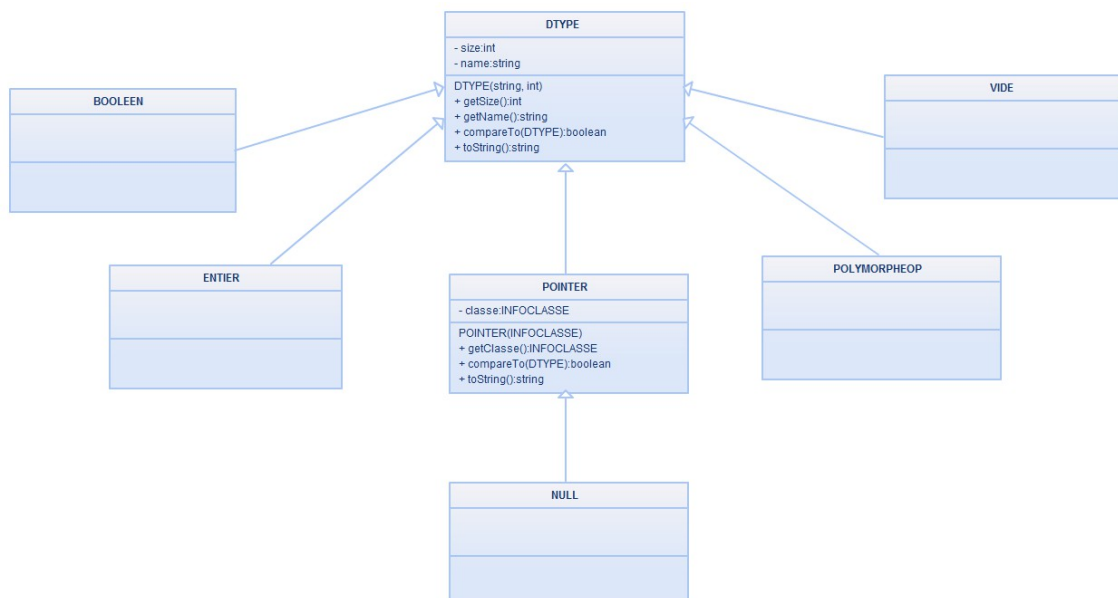 DTYPE
- size:int
- name:string
DTYPE(string, int)
+ getSize():int
+ getName():string
+ compareTo(DTYPE):boolean
+ toString():string
BOOLEEN
VIDE
ENTIER
POINTER
- classe:INFOCLASSE
POINTER(INFOCLASSE)
+ getClasse():INFOCLASSE
+ compareTo(DTYPE):boolean
+ toString():string
POLYMORPHEOP
NULL